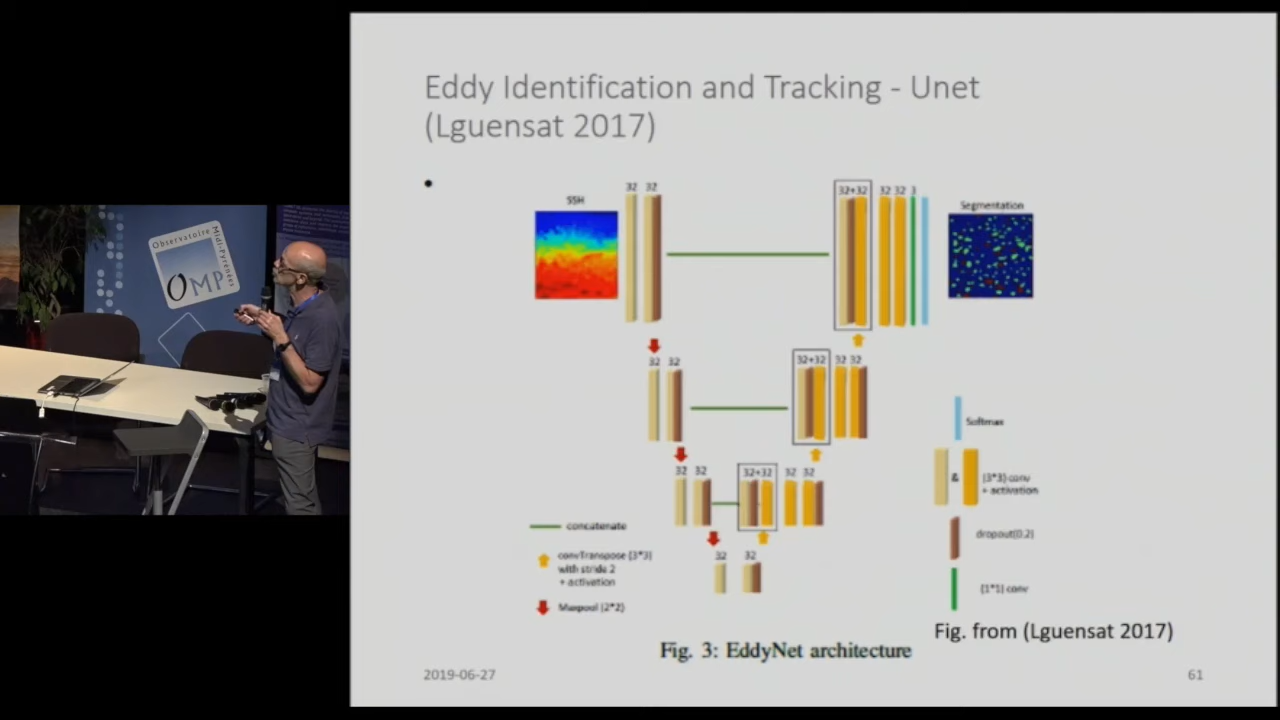 Eddy Identification and Tracking - Unet
(Lguensat 2017)
•
SSH
32 32
32+32 32 32 3
Segmentation
32 32
32+32 32 32
32 32
32+32 32 32
32 32
concatenate
convTranspose (3*3)
with stride 2
+ activation
Maxpool (2*2)
Softmax
&
(3*3) conv
+ activation
dropout(0,2)
(1*1) conv
Fig. from (Lguensat 2017)
Fig. 3: EddyNet architecture
2019-06-27
61
Observatoire Midi-Pyrénées
OMP